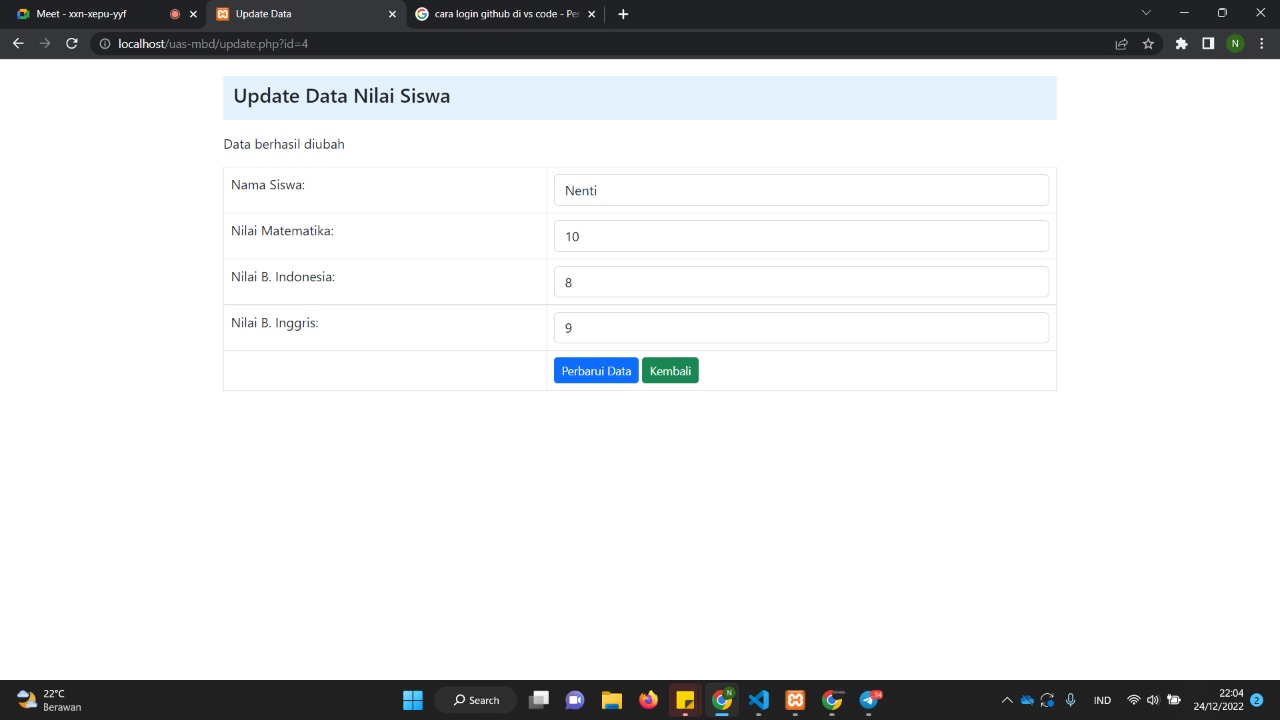 Meet - xxn-xepu-yyf
Update Data
cara login github di vs code - Pe
localhost/uas-mbd/update.php?id=4
N
Update Data Nilai Siswa
Data berhasil diubah
Nama Siswa:
Nenti
Nilai Matematika:
10
Nilai B. Indonesia:
8
Nilai B. Inggris:
9
Perbarui Data
Kembali
22°C
Berawan
Search
N
94
IND
22:04
24/12/2022
2